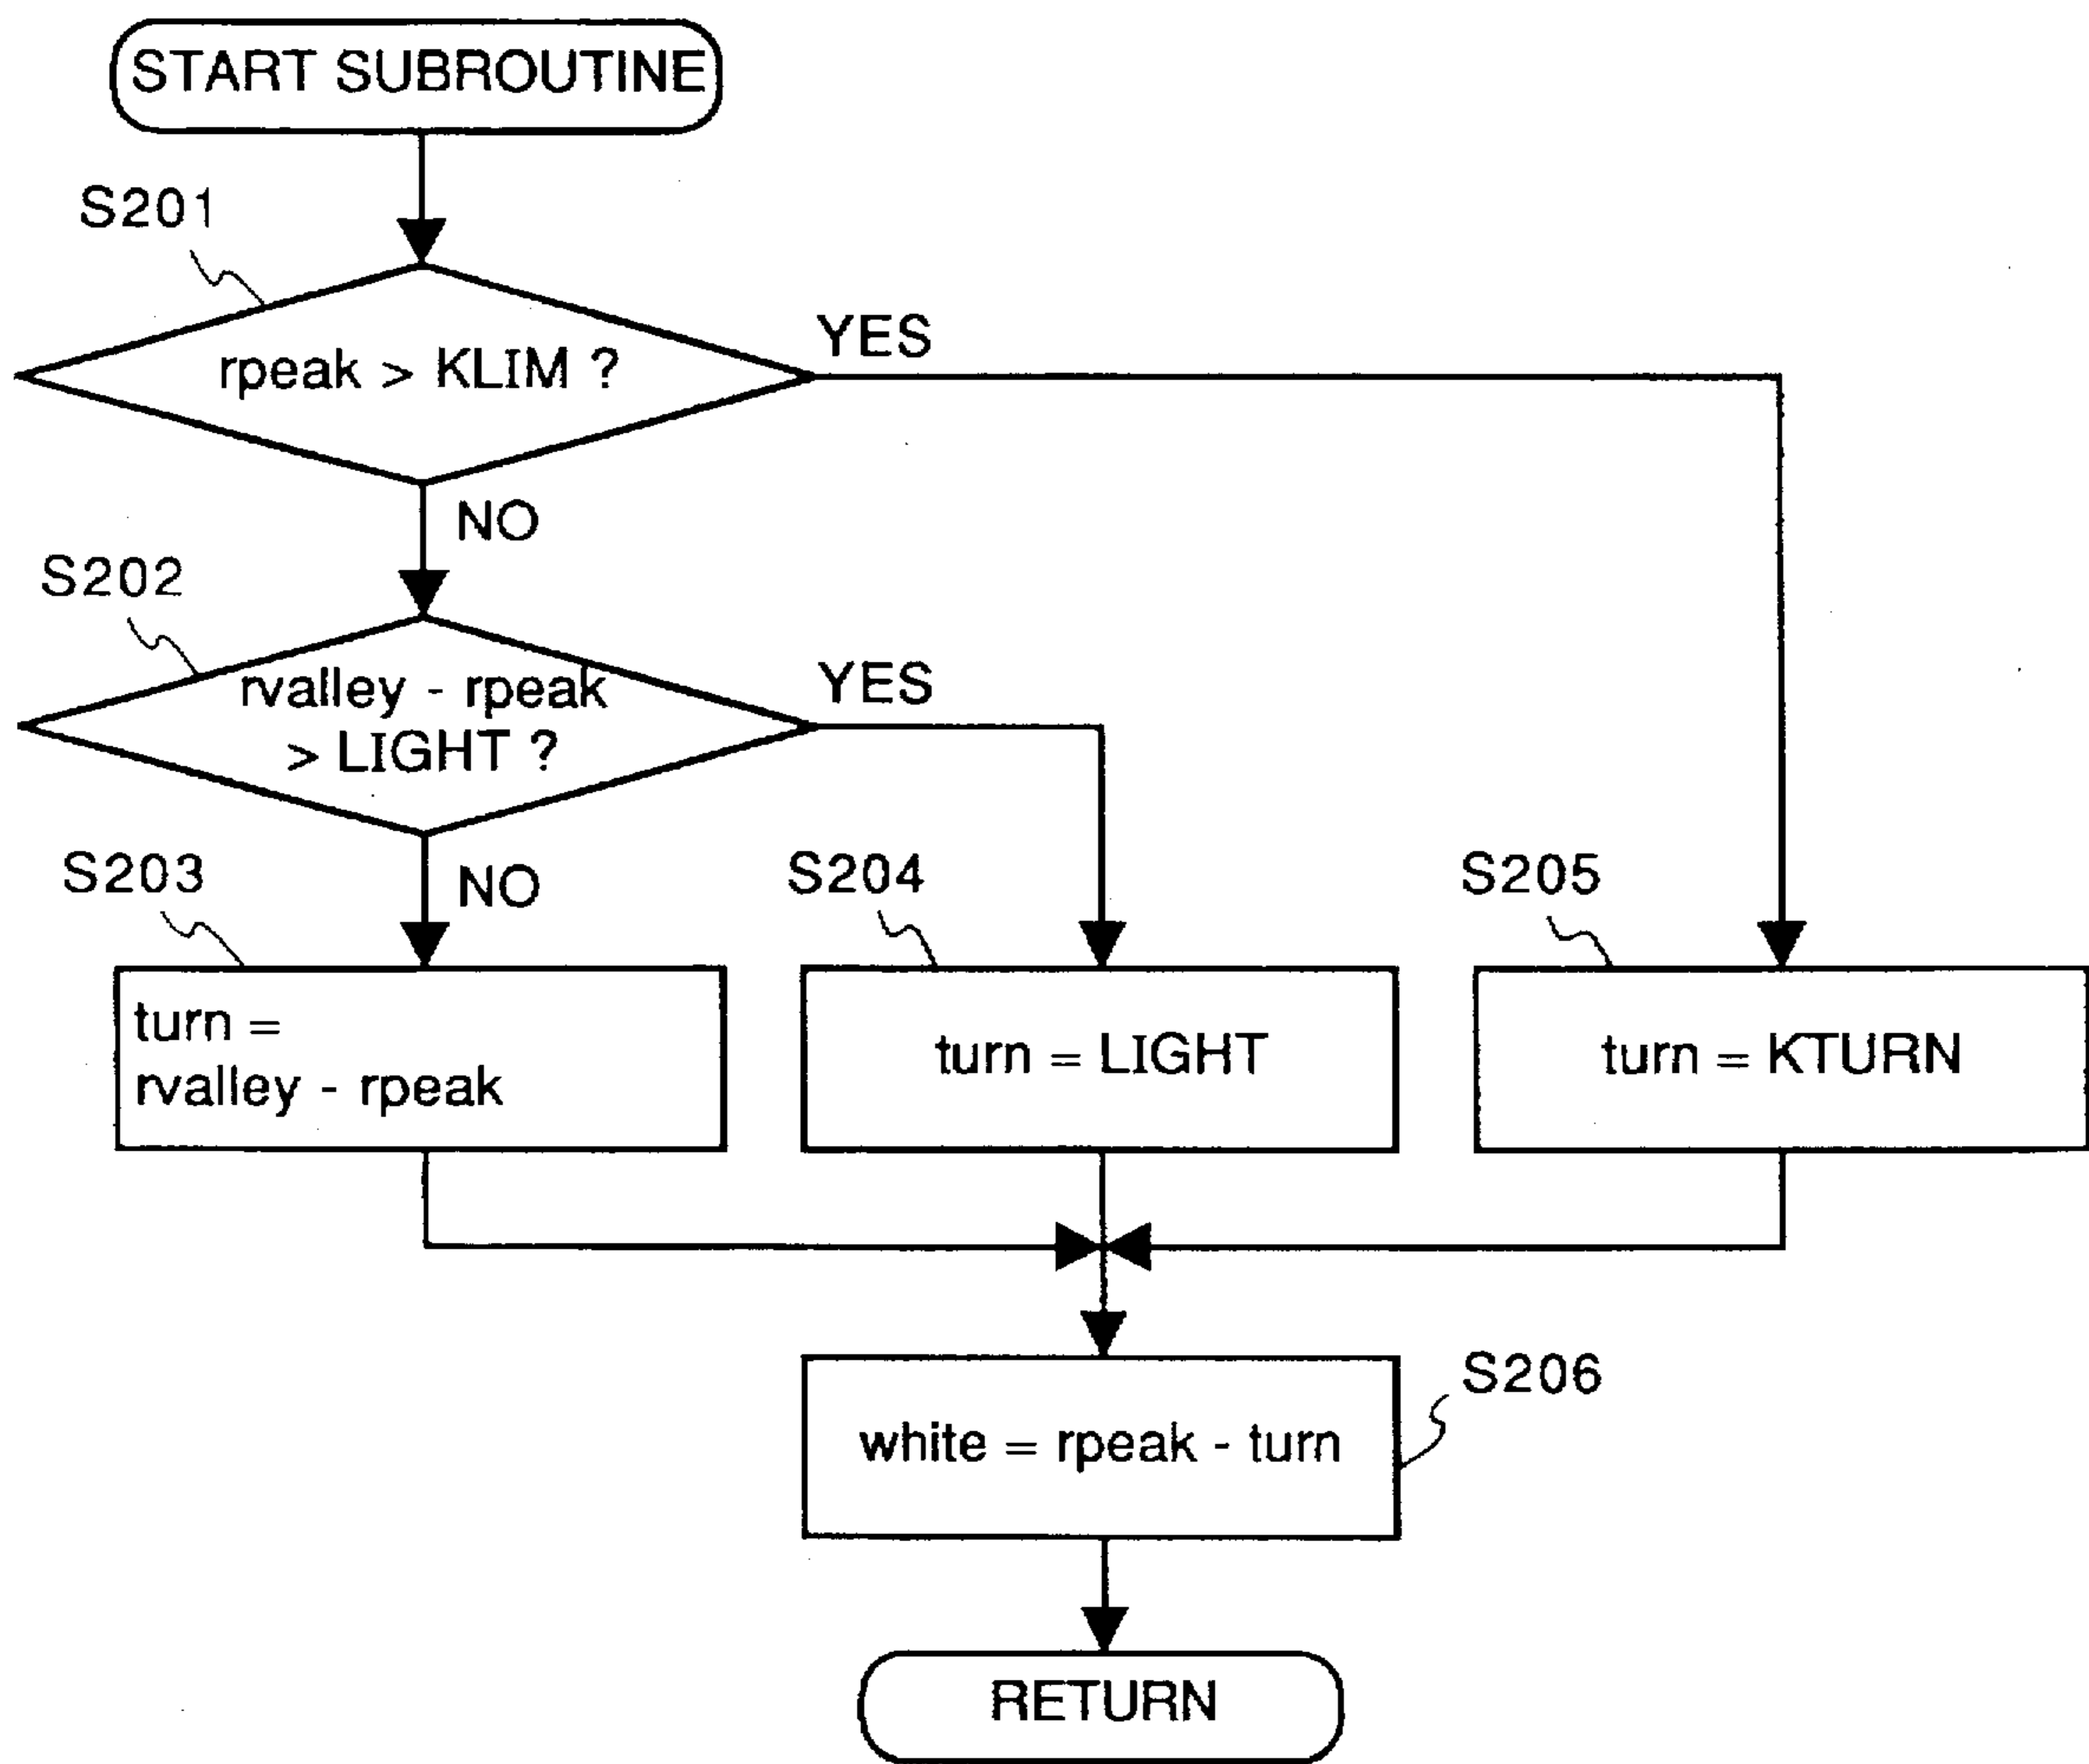 START SUBROUTINE
S201
rpeak > KLIM ?
YES
NO
S202
rvalley - rpeak
> LIGHT ?
YES
NO
S203
turn =
rvalley - rpeak
S204
turn = LIGHT
S205
turn = KTURN
S206
white = rpeak - turn
RETURN